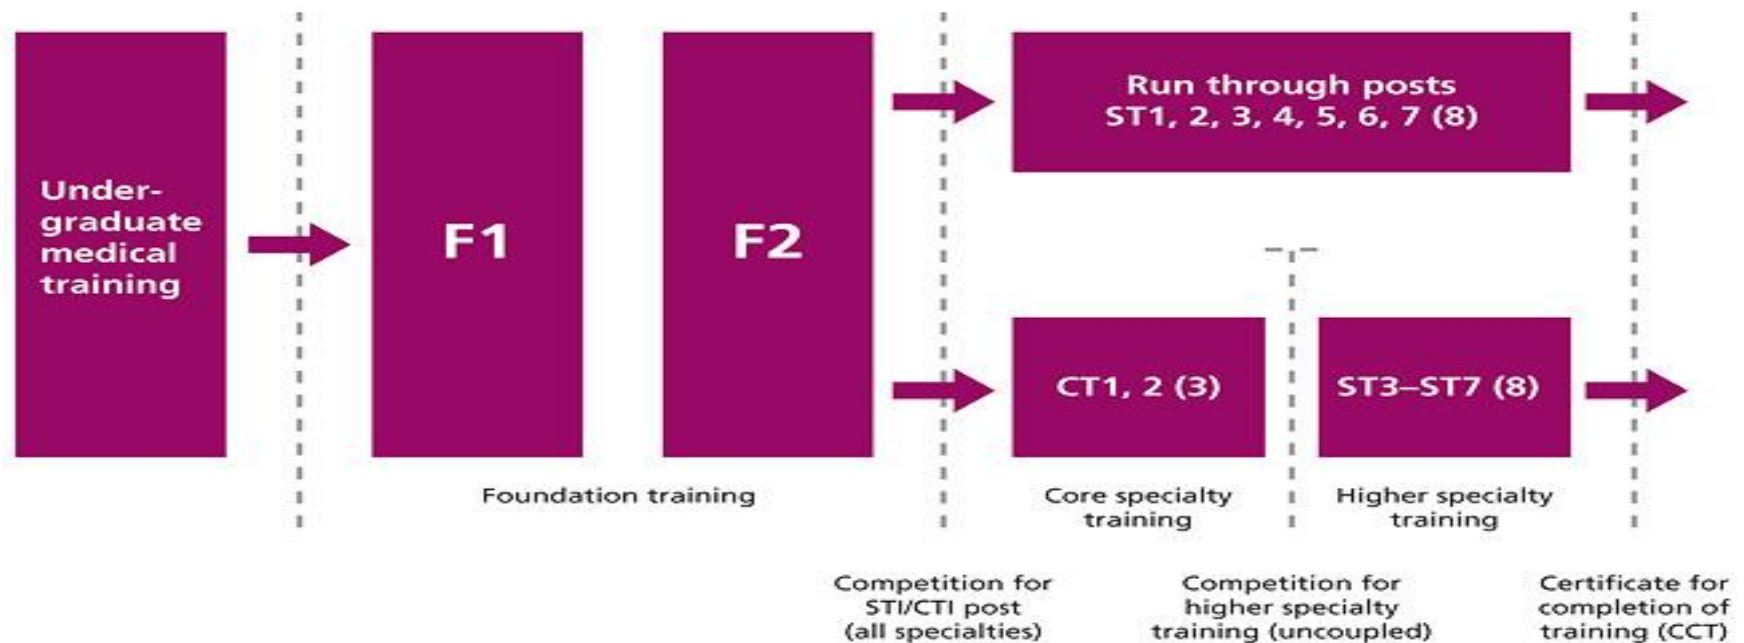 Under-
graduate
medical
training
F1
F2
Run through posts
ST1, 2, 3, 4, 5, 6, 7 (8)
CT1, 2 (3)
ST3–ST7 (8)
Foundation training
Core specialty
training
Higher specialty
training
Competition for
STI/CTI post
(all specialties)
Competition for
higher specialty
training (uncoupled)
Certificate for
completion of
training (CCT)